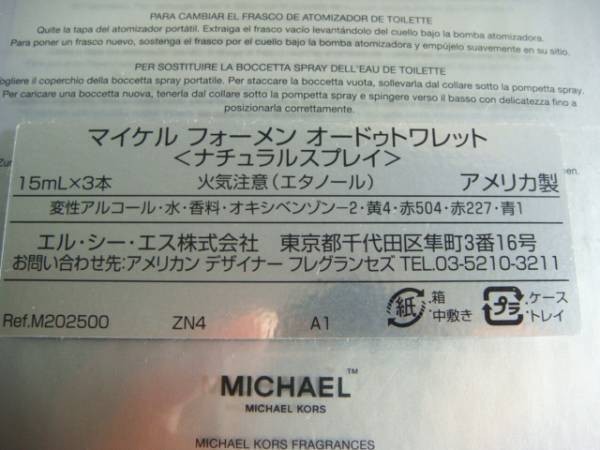 PARA CAMBIAR EL FRASCO DE ATOMIZADOR DE TOILETTE
Quite la tapa del atomizador portátil. Extraiga el frasco vacío levantándolo del cuello bajo la bomba atomizadora.
Para poner un frasco nuevo, sostenga el frasco por el cuello bajo la bomba atomizadora y empújelo suavemente en su sitio.
PER SOSTITUIRE LA BOCCETTA SPRAY DELL'EAU DE TOILETTE
ogliere il coperchio della boccetta spray portatile. Per staccare la boccetta vuota, sollevarla dal collare sotto la pompetta spray.
Per caricare una boccetta nuova, tenerla dal collare sotto la pompetta spray e spingere verso il basso con delicatezza fino a
posizionarla correttamente.
マイケル フォーメン オードゥトワレット
<ナチュラルスプレイ>
15mL×3本 火気注意(エタノール) アメリカ製
変性アルコール・水・香料・オキシベンゾン−2・黄4・赤504・赤227・青1
エル・シー・エス株式会社 東京都千代田区隼町3番16号
お問い合わせ先:アメリカン デザイナー フレグランセズ TEL.03-5210-3211
Ref.M202500 ZN4 A1 紙 箱 中敷き プラ ケース トレイ
MICHAEL™
MICHAEL KORS
MICHAEL KORS FRAGRANCES